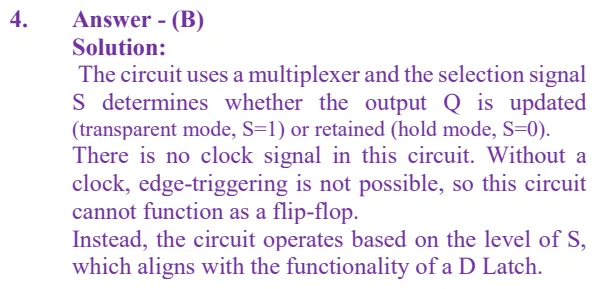 4. Answer - (B)
Solution:
The circuit uses a multiplexer and the selection signal
S determines whether the output Q is updated
(transparent mode, S=1) or retained (hold mode, S=0).
There is no clock signal in this circuit. Without a
clock, edge-triggering is not possible, so this circuit
cannot function as a flip-flop.
Instead, the circuit operates based on the level of S,
which aligns with the functionality of a D Latch.